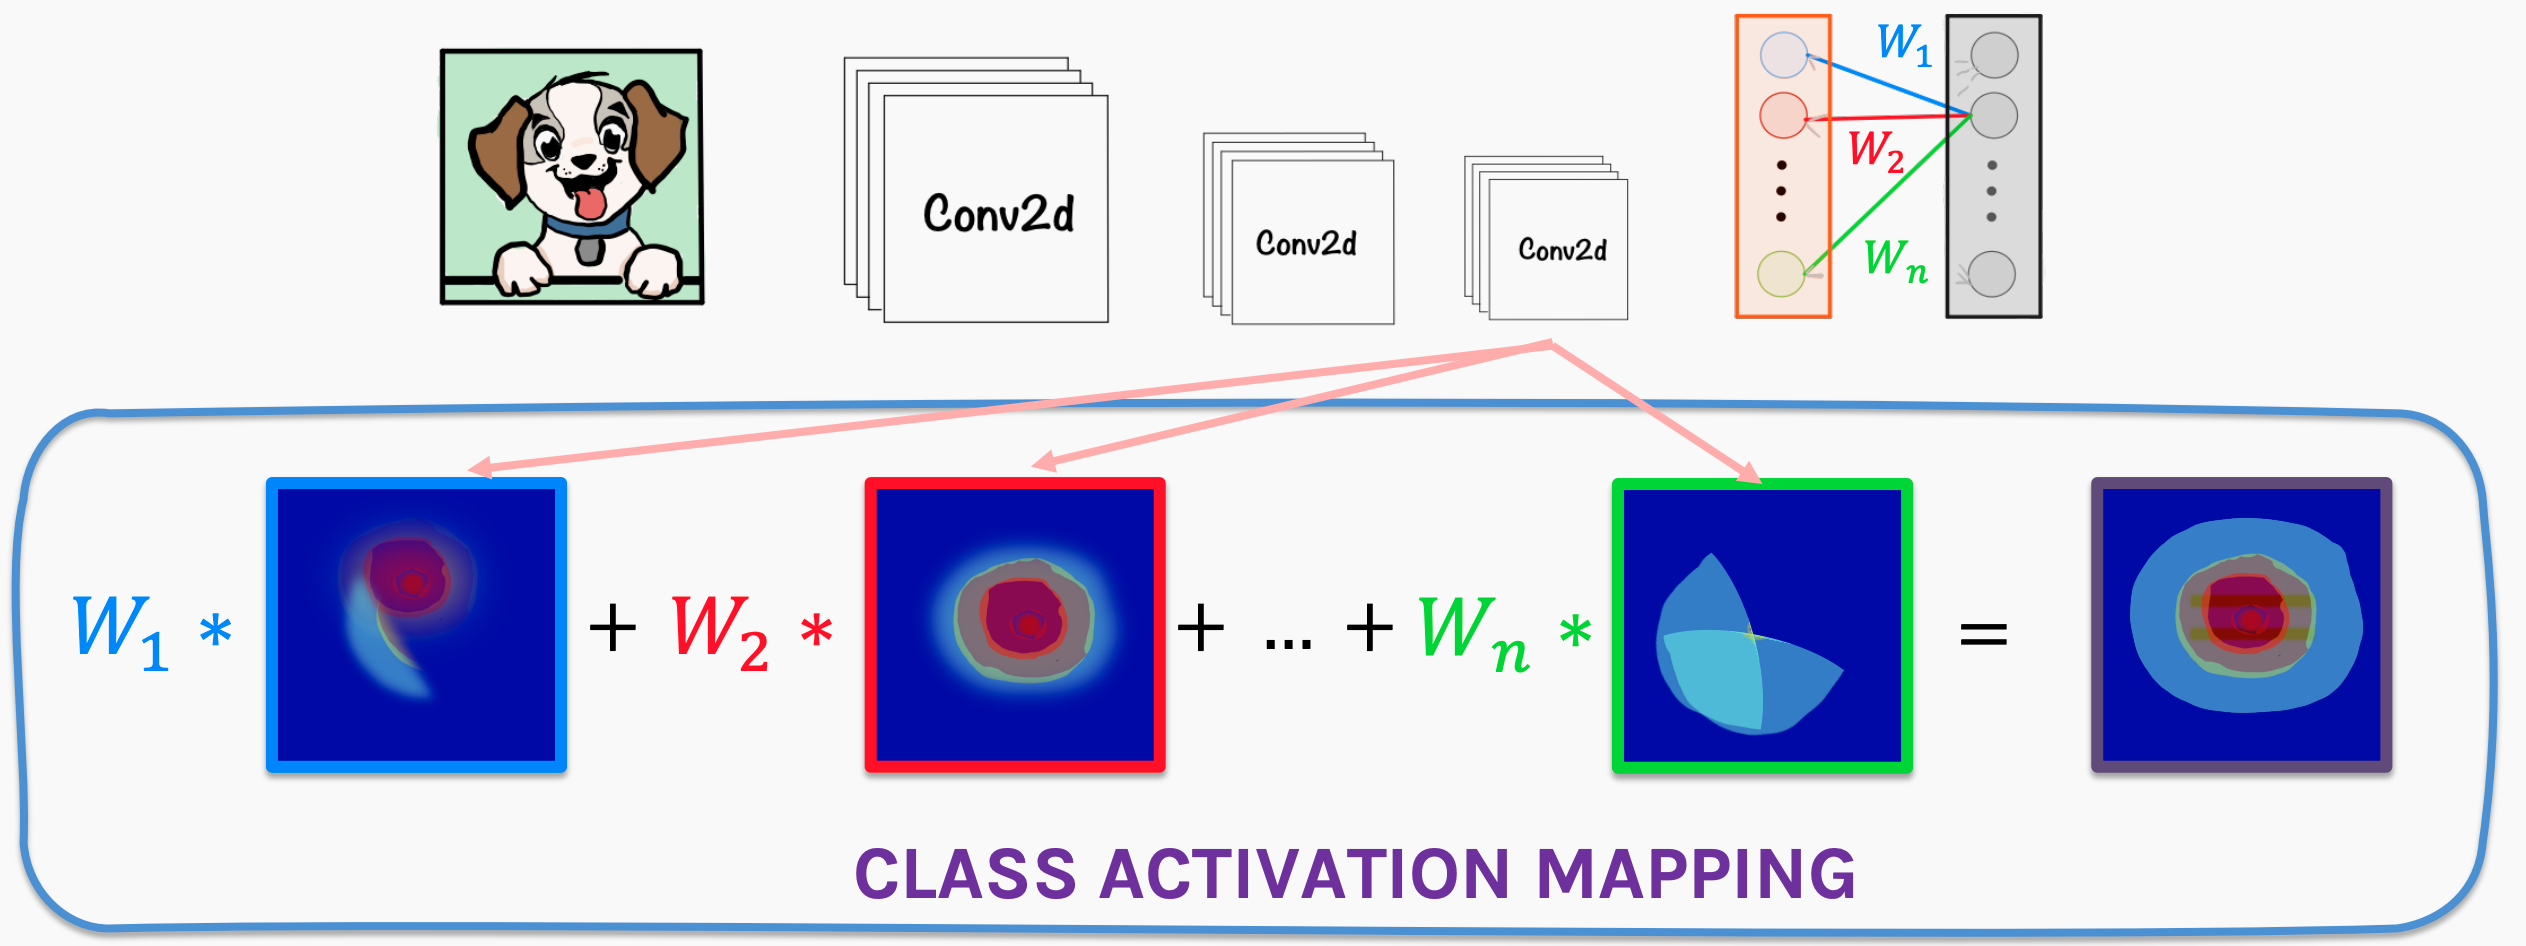 W1
W2
Wn
Conv2d
Conv2d
Conv2d
W1 * + W2 * + ... + Wn * =
CLASS ACTIVATION MAPPING